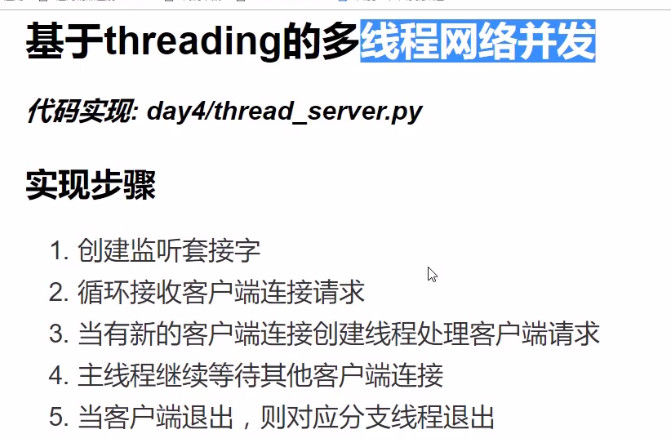 基于threading的多线程网络并发
代码实现: day4/thread_server.py
实现步骤
1. 创建监听套接字
2. 循环接收客户端连接请求
3. 当有新的客户端连接创建线程处理客户端请求
4. 主线程继续等待其他客户端连接
5. 当客户端退出，则对应分支线程退出